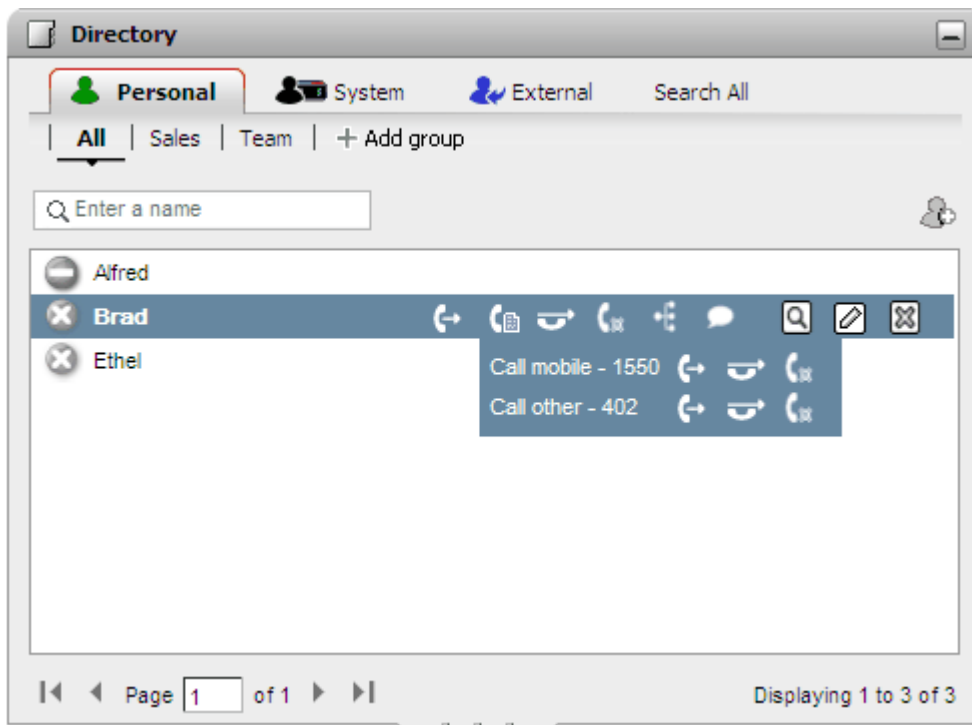 Directory
Personal System External Search All
All | Sales | Team | + Add group
Enter a name
Alfred
Brad
Call mobile - 1550
Ethel
Call other - 402
Page 1 of 1 Displaying 1 to 3 of 3